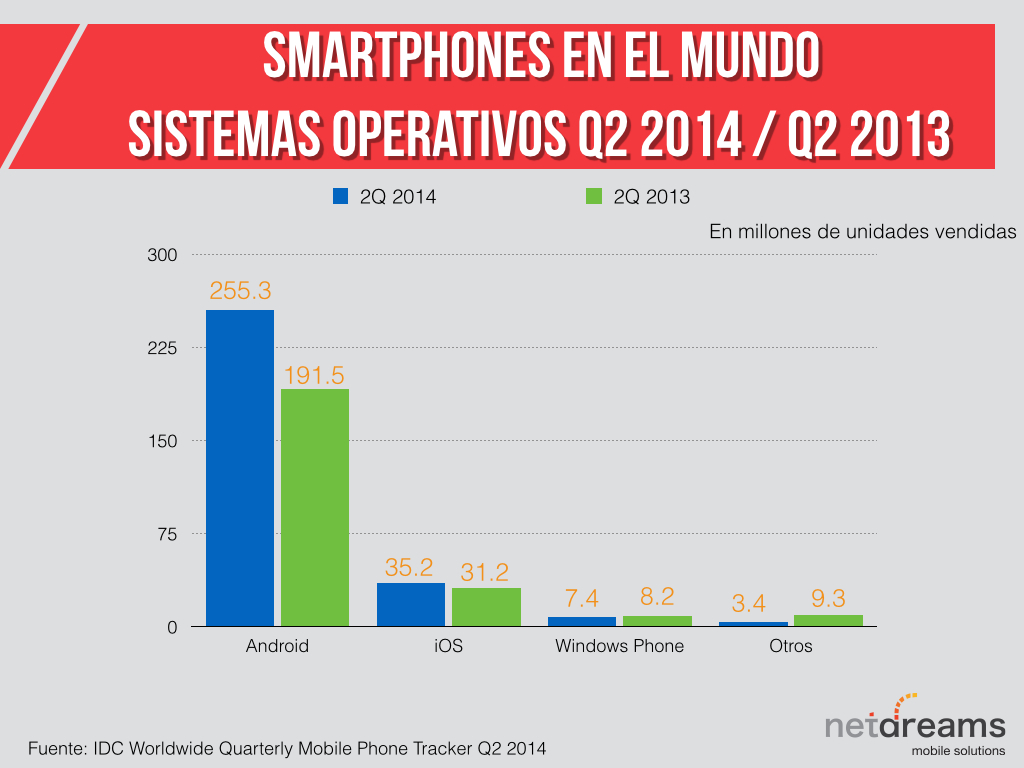 SMARTPHONES EN EL MUNDO
SISTEMAS OPERATIVOS Q2 2014 / Q2 2013
2Q 2014 2Q 2013
En millones de unidades vendidas
300
255.3
225
191.5
150
75
35.2 31.2
7.4 8.2 3.4 9.3
0
Android iOS Windows Phone Otros
netdreams
mobile solutions
Fuente: IDC Worldwide Quarterly Mobile Phone Tracker Q2 2014